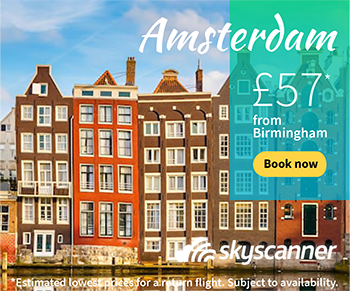 Amsterdam
£57*
from
Birmingham
Book now
skyscanner
*Estimated lowest prices for a return flight. Subject to availability.